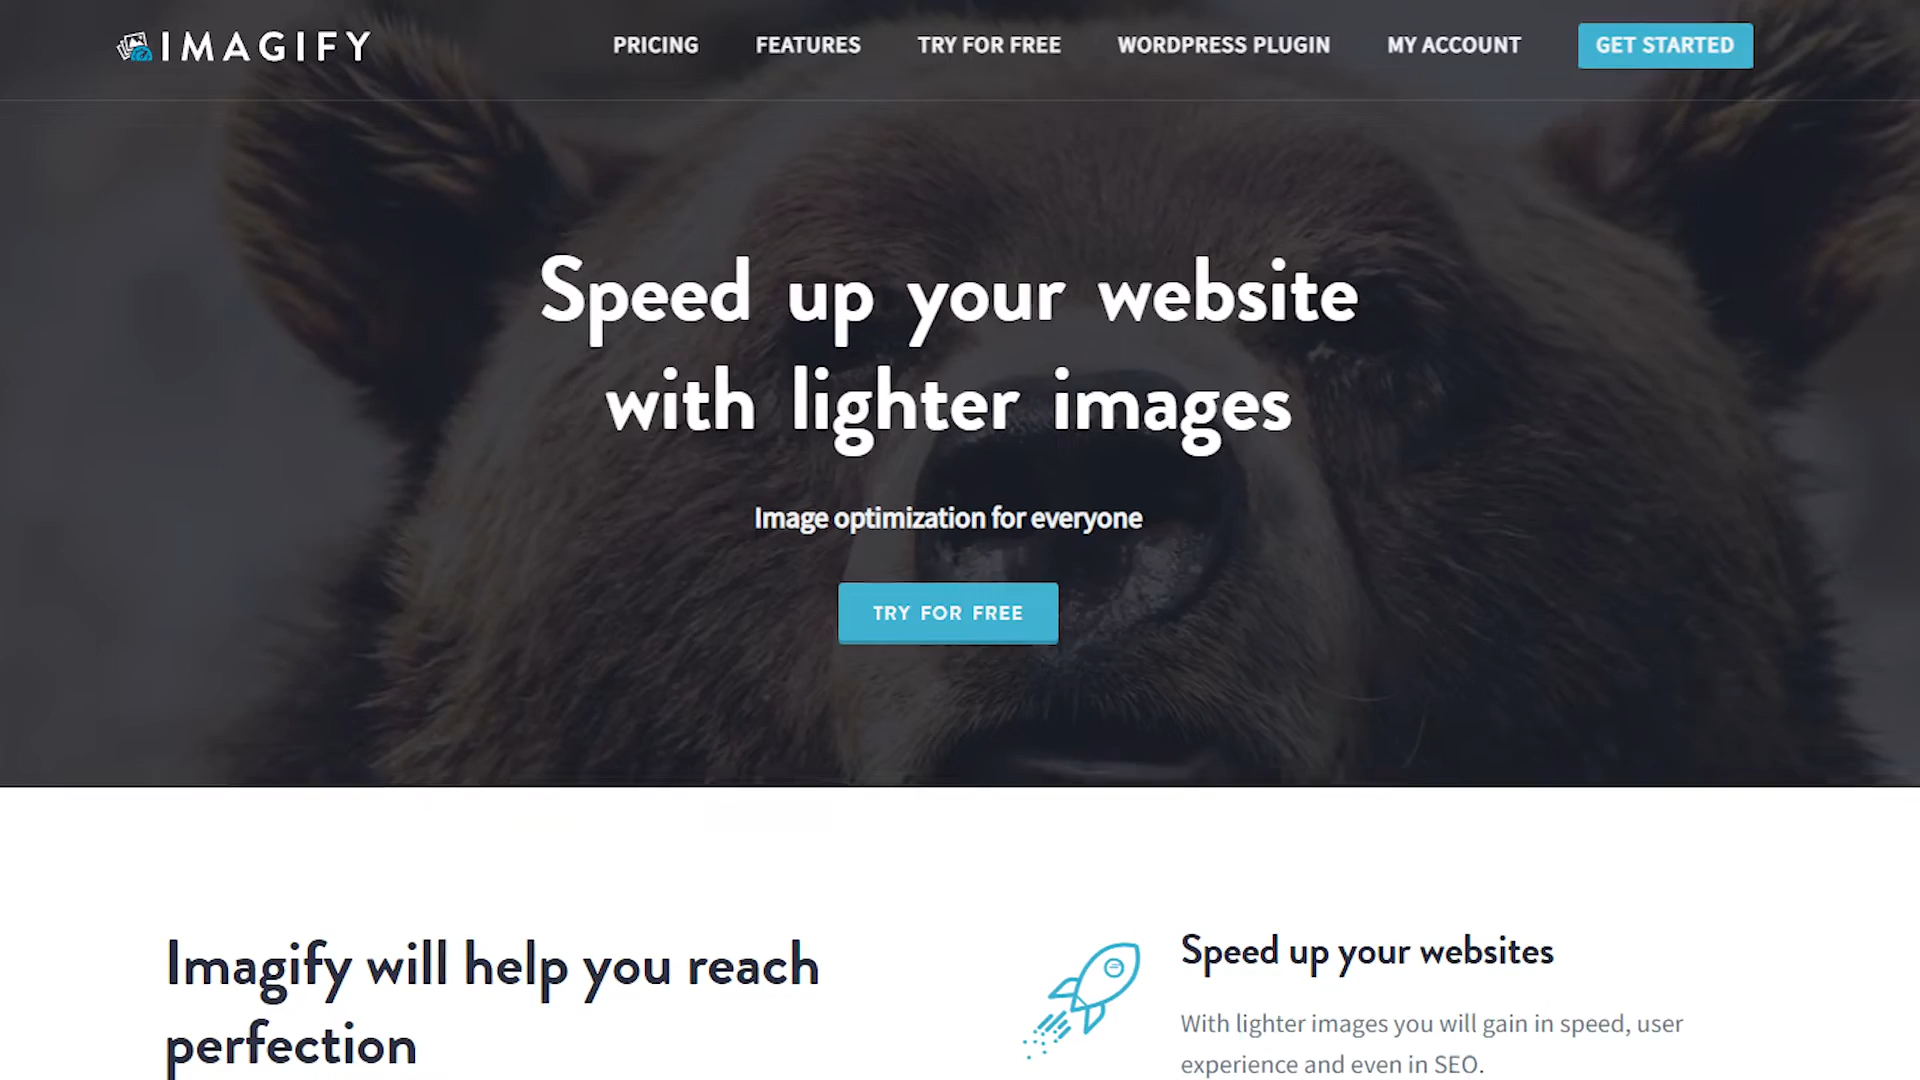 IMAGIFY
PRICING FEATURES TRY FOR FREE WORDPRESS PLUGIN MY ACCOUNT GET STARTED
Speed up your website
with lighter images
Image optimization for everyone
TRY FOR FREE
Imagify will help you reach
perfection
Speed up your websites
With lighter images you will gain in speed, user
experience and even in SEO.